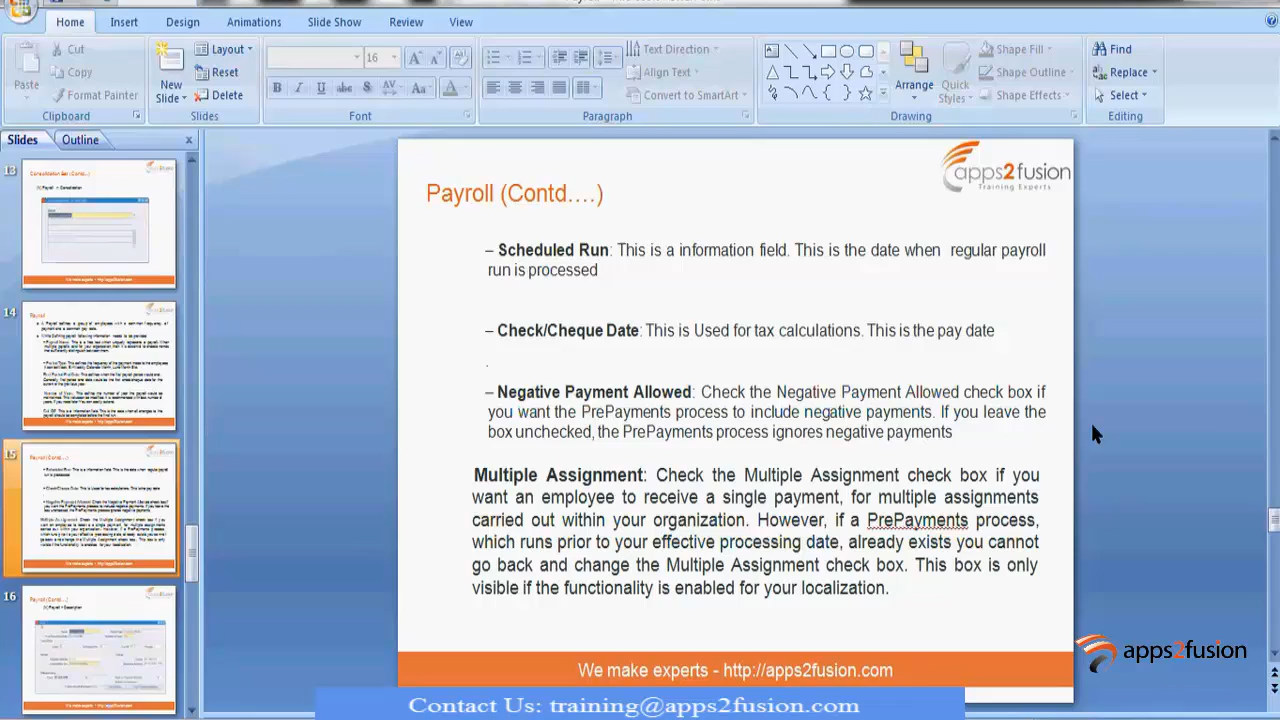 Home Insert Design Animations Slide Show Review View
Cut
Copy
Format Painter
Paste
Clipboard
New Slide
Layout
Reset
Delete
Slides
16
Font
Text Direction
Align Text
Convert to SmartArt
Paragraph
Arrange
Quick Styles
Shape Fill
Shape Outline
Shape Effects
Drawing
Find
Replace
Select
Editing
Slides Outline
13
14
15
16
apps2fusion
Training Experts
Payroll (Contd....)
– Scheduled Run: This is a information field. This is the date when regular payroll
run is processed
– Check/Cheque Date: This is Used for legislations. This is the pay date
.
– Negative Payment Allowed: Check the Negative Payment Allowed check box if
you want the PrePayments process to include negative payments. If you leave the
box unchecked, the PrePayments process ignores negative payments
Multiple Assignment: Check the Multiple Assignment check box if you
want an employee to receive a single payment, for multiple assignments
carried out within your organization. However, if a PrePayments process,
which runs prior to your effective processing date, already exists you cannot
go back and change the Multiple Assignment check box. This box is only
visible if the functionality is enabled for your localization.
We make experts - http://apps2fusion.com
apps2fusion
Contact Us: training@apps2fusion.com